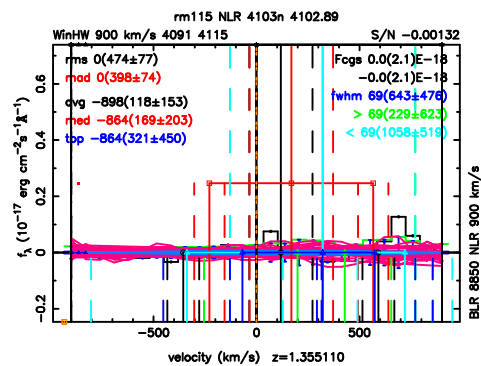 rm115 NLR 4103n 4102.89
WinHW 900 km/s 4091 4115 S/N -0.00132
rms 0(474±77) Fcgs 0.0(2.1)E-18
mad 0(398±74) -0.0(2.1)E-18
avg -898(118±153) fwhm 69(643±476)
med -864(169±203) > 69(229±623)
top -864(321±450) < 69(1058±519)
0.6
0.4
0.2
0
-0.2
fλ (10⁻¹⁷ erg cm⁻²s⁻¹Å⁻¹)
BLR 8850 NLR 900 km/s
-500 0 500
velocity (km/s) z=1.355110